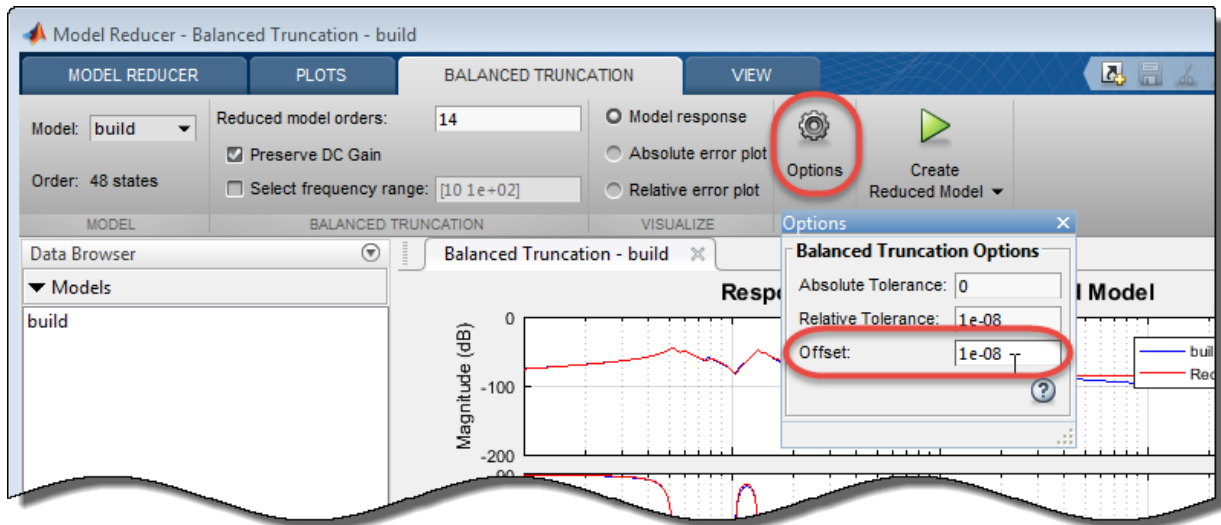 Model Reducer - Balanced Truncation - build
MODEL REDUCER PLOTS BALANCED TRUNCATION VIEW
Model: build
Order: 48 states
MODEL
Reduced model orders: 14
Preserve DC Gain
Select frequency range: [10 1e+02]
BALANCED TRUNCATION
Model response
Absolute error plot
Relative error plot
VISUALIZE
Options
Create
Reduced Model
Data Browser
Models
build
Balanced Truncation - build
Options
Balanced Truncation Options
Absolute Tolerance: 0
Relative Tolerance: 1e-08
Offset: 1e-08
?
Model
Magnitude (dB)
0
-100
-200